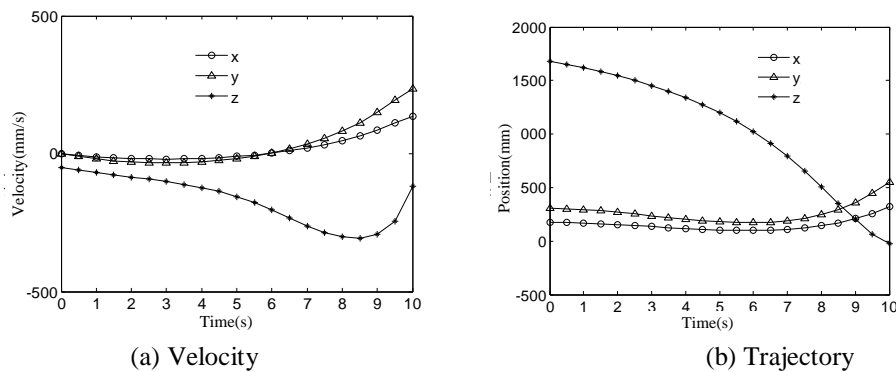 500
0
-500
Velocity(mm/s)
x
y
z
0 1 2 3 4 5 6 7 8 9 10
Time(s)
(a) Velocity
2000
1500
000
500
0
-500
Position(mm)
x
y
z
0 1 2 3 4 5 6 7 8 9 10
Time(s)
(b) Trajectory